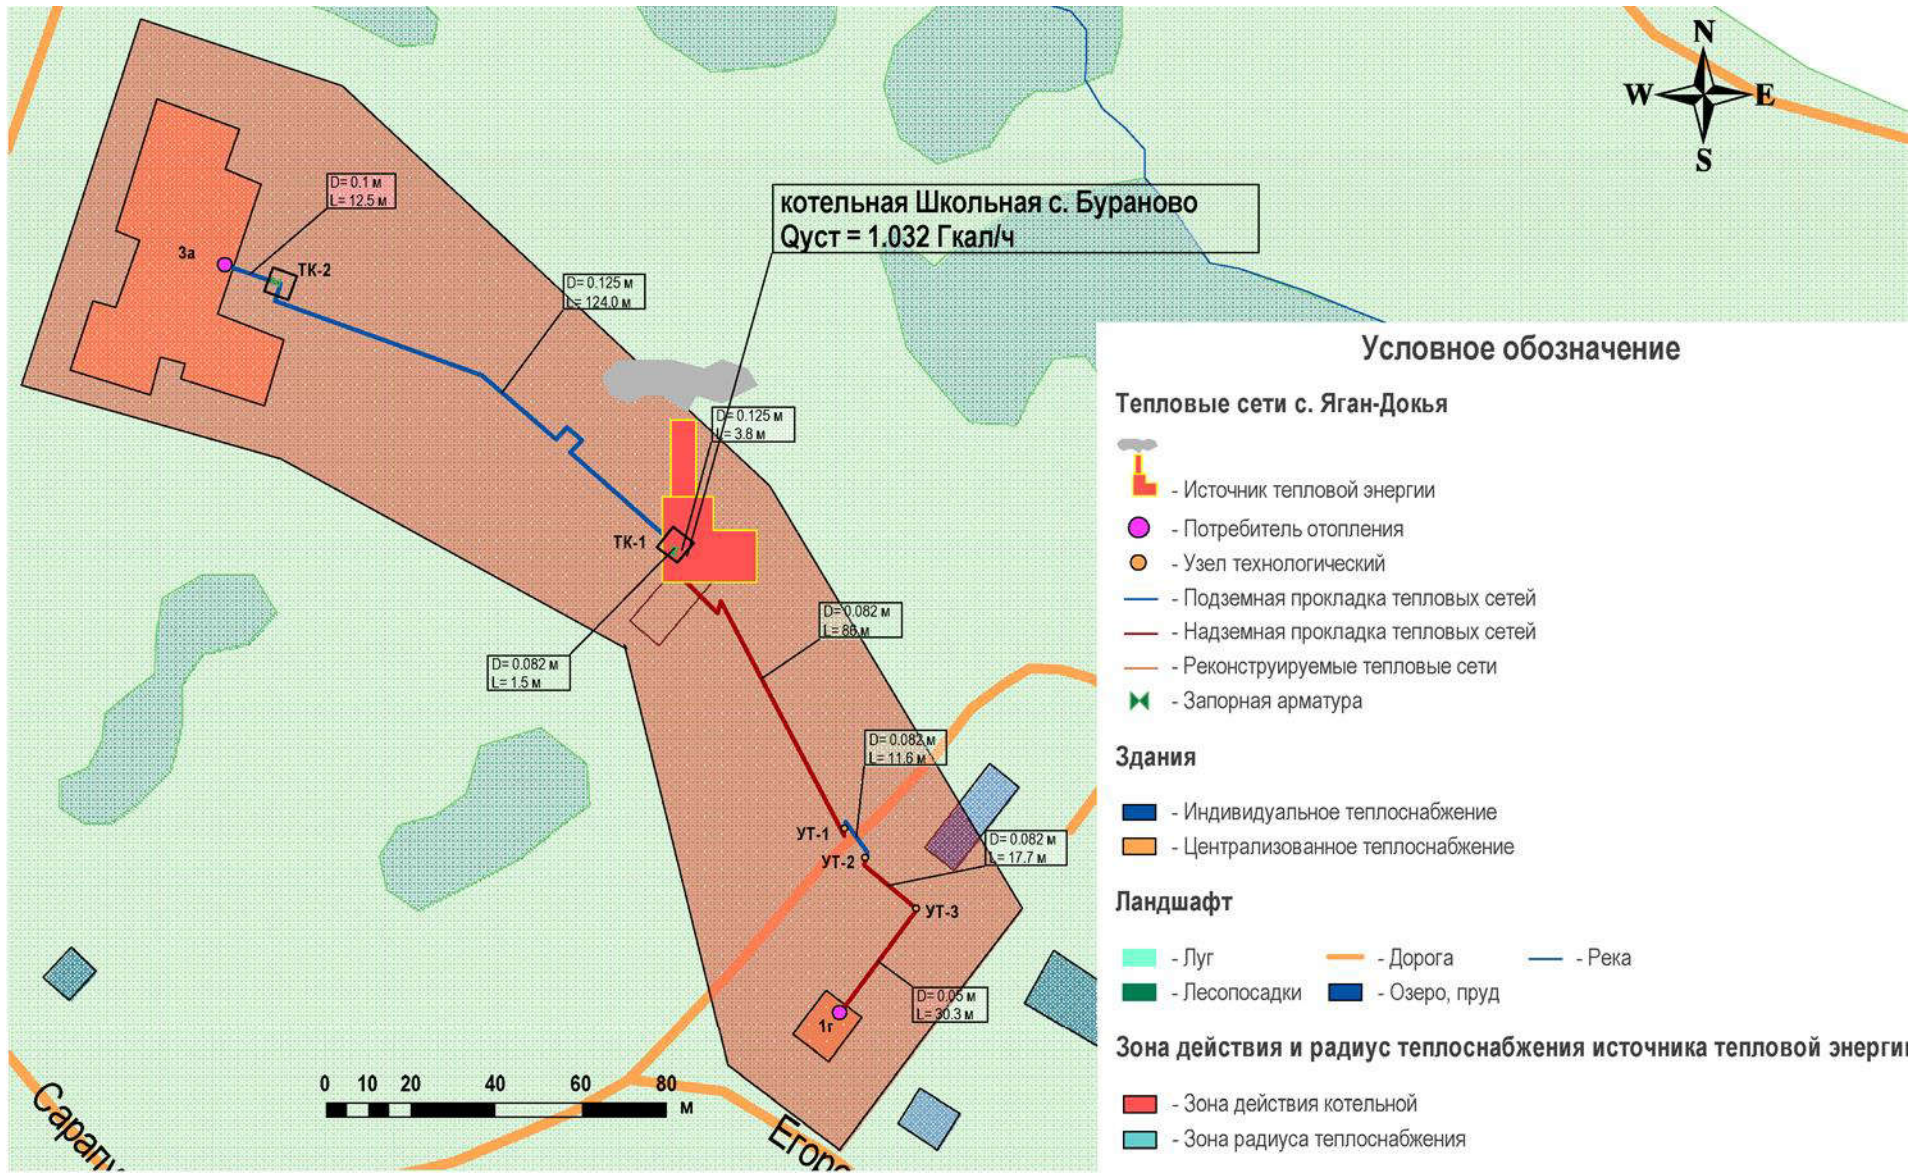 N
W E
S
D= 0.1 м
L= 12.5 м
котельная Школьная с. Бураново
Qуст = 1.032 Гкал/ч
3а
ТК-2
D= 0.125 м
L= 124.0 м
D= 0.125 м
L= 3.8 м
ТК-1
D= 0.082 м
L= 86 м
D= 0.082 м
L= 1.5 м
D= 0.082 м
L= 11.6 м
УТ-1
УТ-2
D= 0.082 м
L= 17.7 м
УТ-3
D= 0.05 м
L= 30.3 м
1г
0 10 20 40 60 80
м
Условное обозначение
Тепловые сети с. Яган-Докья
- Источник тепловой энергии
- Потребитель отопления
- Узел технологический
- Подземная прокладка тепловых сетей
- Надземная прокладка тепловых сетей
- Реконструируемые тепловые сети
- Запорная арматура
Здания
- Индивидуальное теплоснабжение
- Централизованное теплоснабжение
Ландшафт
- Луг - Дорога - Река
- Лесопосадки - Озеро, пруд
Зона действия и радиус теплоснабжения источника тепловой энергии
- Зона действия котельной
- Зона радиуса теплоснабжения